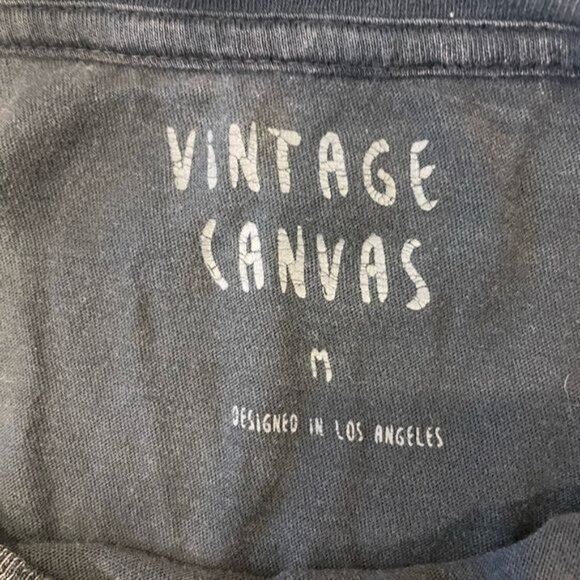 ViNTAGE
CANVAS
M
DESIGNED IN LOS ANGELES